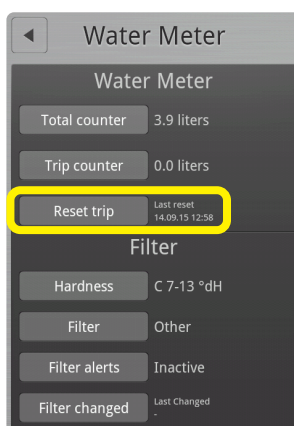 Water Meter
Water Meter
Total counter 3.9 liters
Trip counter 0.0 liters
Reset trip Last reset
14.09.15 12:58
Filter
Hardness C 7-13 °dH
Filter Other
Filter alerts Inactive
Filter changed Last Changed
-